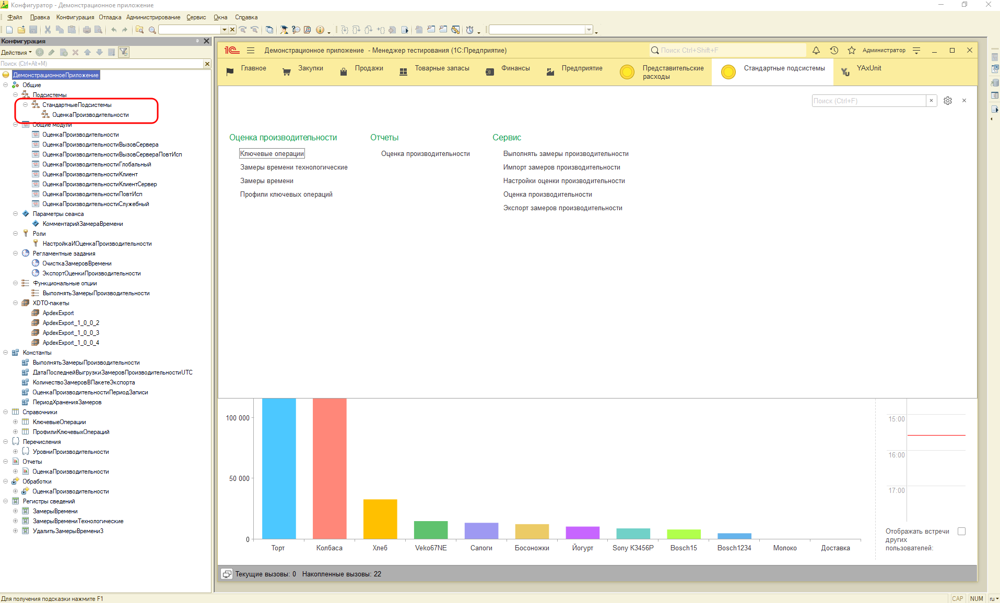 Конфигуратор - Демонстрационное приложение
Файл Правка Конфигурация Отладка Администрирование Сервис Окна Справка
Конфигурация
Действия
Поиск (Ctrl+Alt+M)
ДемонстрационноеПриложение
Общие
Подсистемы
СтандартныеПодсистемы
ОценкаПроизводительности
Общие модули
ОценкаПроизводительности
ОценкаПроизводительностиВызовСервера
ОценкаПроизводительностиВызовСервераПовтИсп
ОценкаПроизводительностиГлобальный
ОценкаПроизводительностиКлиент
ОценкаПроизводительностиКлиентСервер
ОценкаПроизводительностиПовтИсп
ОценкаПроизводительностиСлужебный
Параметры сеанса
КомментарийЗамераВремени
Роли
НастройкаИОценкаПроизводительности
Регламентные задания
ОчисткаЗамеровВремени
ЭкспортОценкиПроизводительности
Функциональные опции
ВыполнятьЗамерыПроизводительности
XDTO-пакеты
ApdexExport
ApdexExport_1_0_0_2
ApdexExport_1_0_0_3
ApdexExport_1_0_0_4
Константы
ВыполнятьЗамерыПроизводительности
ДатаПоследнейВыгрузкиЗамеровПроизводительностиUTC
КоличествоЗамеровВПакетеЭкспорта
ОценкаПроизводительностиПериодЗаписи
ПериодХраненияЗамеров
Справочники
КлючевыеОперации
ПрофилиКлючевыхОпераций
Перечисления
УровниПроизводительности
Отчеты
ОценкаПроизводительности
Обработки
ОценкаПроизводительности
Регистры сведений
ЗамерыВремени
ЗамерыВремениТехнологические
УдалитьЗамерыВремени3
1С Демонстрационное приложение - Менеджер тестирования (1С:Предприятие) Поиск Ctrl+Shift+F Администратор
Главное Закупки Продажи Товарные запасы Финансы Предприятие Представительские расходы Стандартные подсистемы Yu YAxUnit
Поиск (Ctrl+F)
Оценка производительности
Ключевые операции
Замеры времени технологические
Замеры времени
Профили ключевых операций
Отчеты
Оценка производительности
Сервис
Выполнять замеры производительности
Импорт замеров производительности
Настройки оценки производительности
Оценка производительности
Экспорт замеров производительности
100 000
50 000
0
Торт Колбаса Хлеб Veko67NE Сапоги Босоножки Йогурт Sony K3456P Bosch15 Bosch1234 Молоко Доставка
15:00
16:00
17:00
Отображать встречи
других
пользователей:
Текущие вызовы: 0 Накопленные вызовы: 22
Для получения подсказки нажмите F1
CAP NUM ru